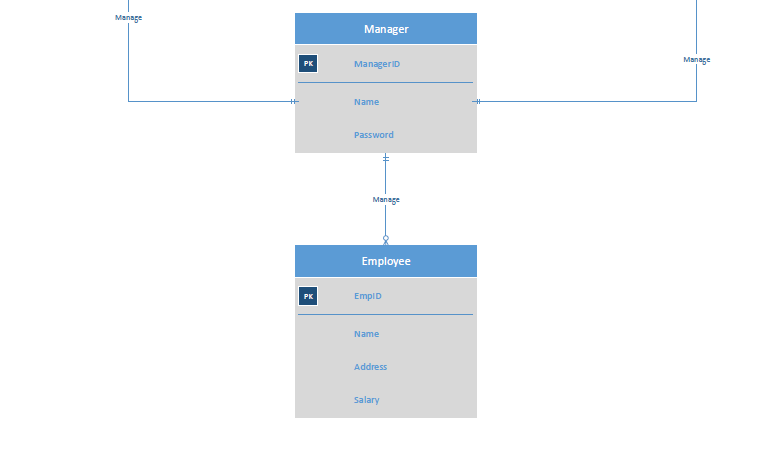 Manage
Manager
PK ManagerID
Manage
Name
Password
Manage
Employee
PK EmpID
Name
Address
Salary